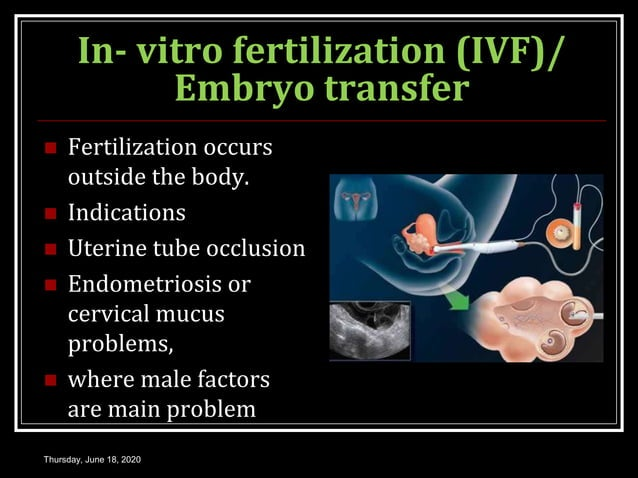 In- vitro fertilization (IVF)/
Embryo transfer
Fertilization occurs
outside the body.
Indications
Uterine tube occlusion
Endometriosis or
cervical mucus
problems,
where male factors
are main problem
Thursday, June 18, 2020